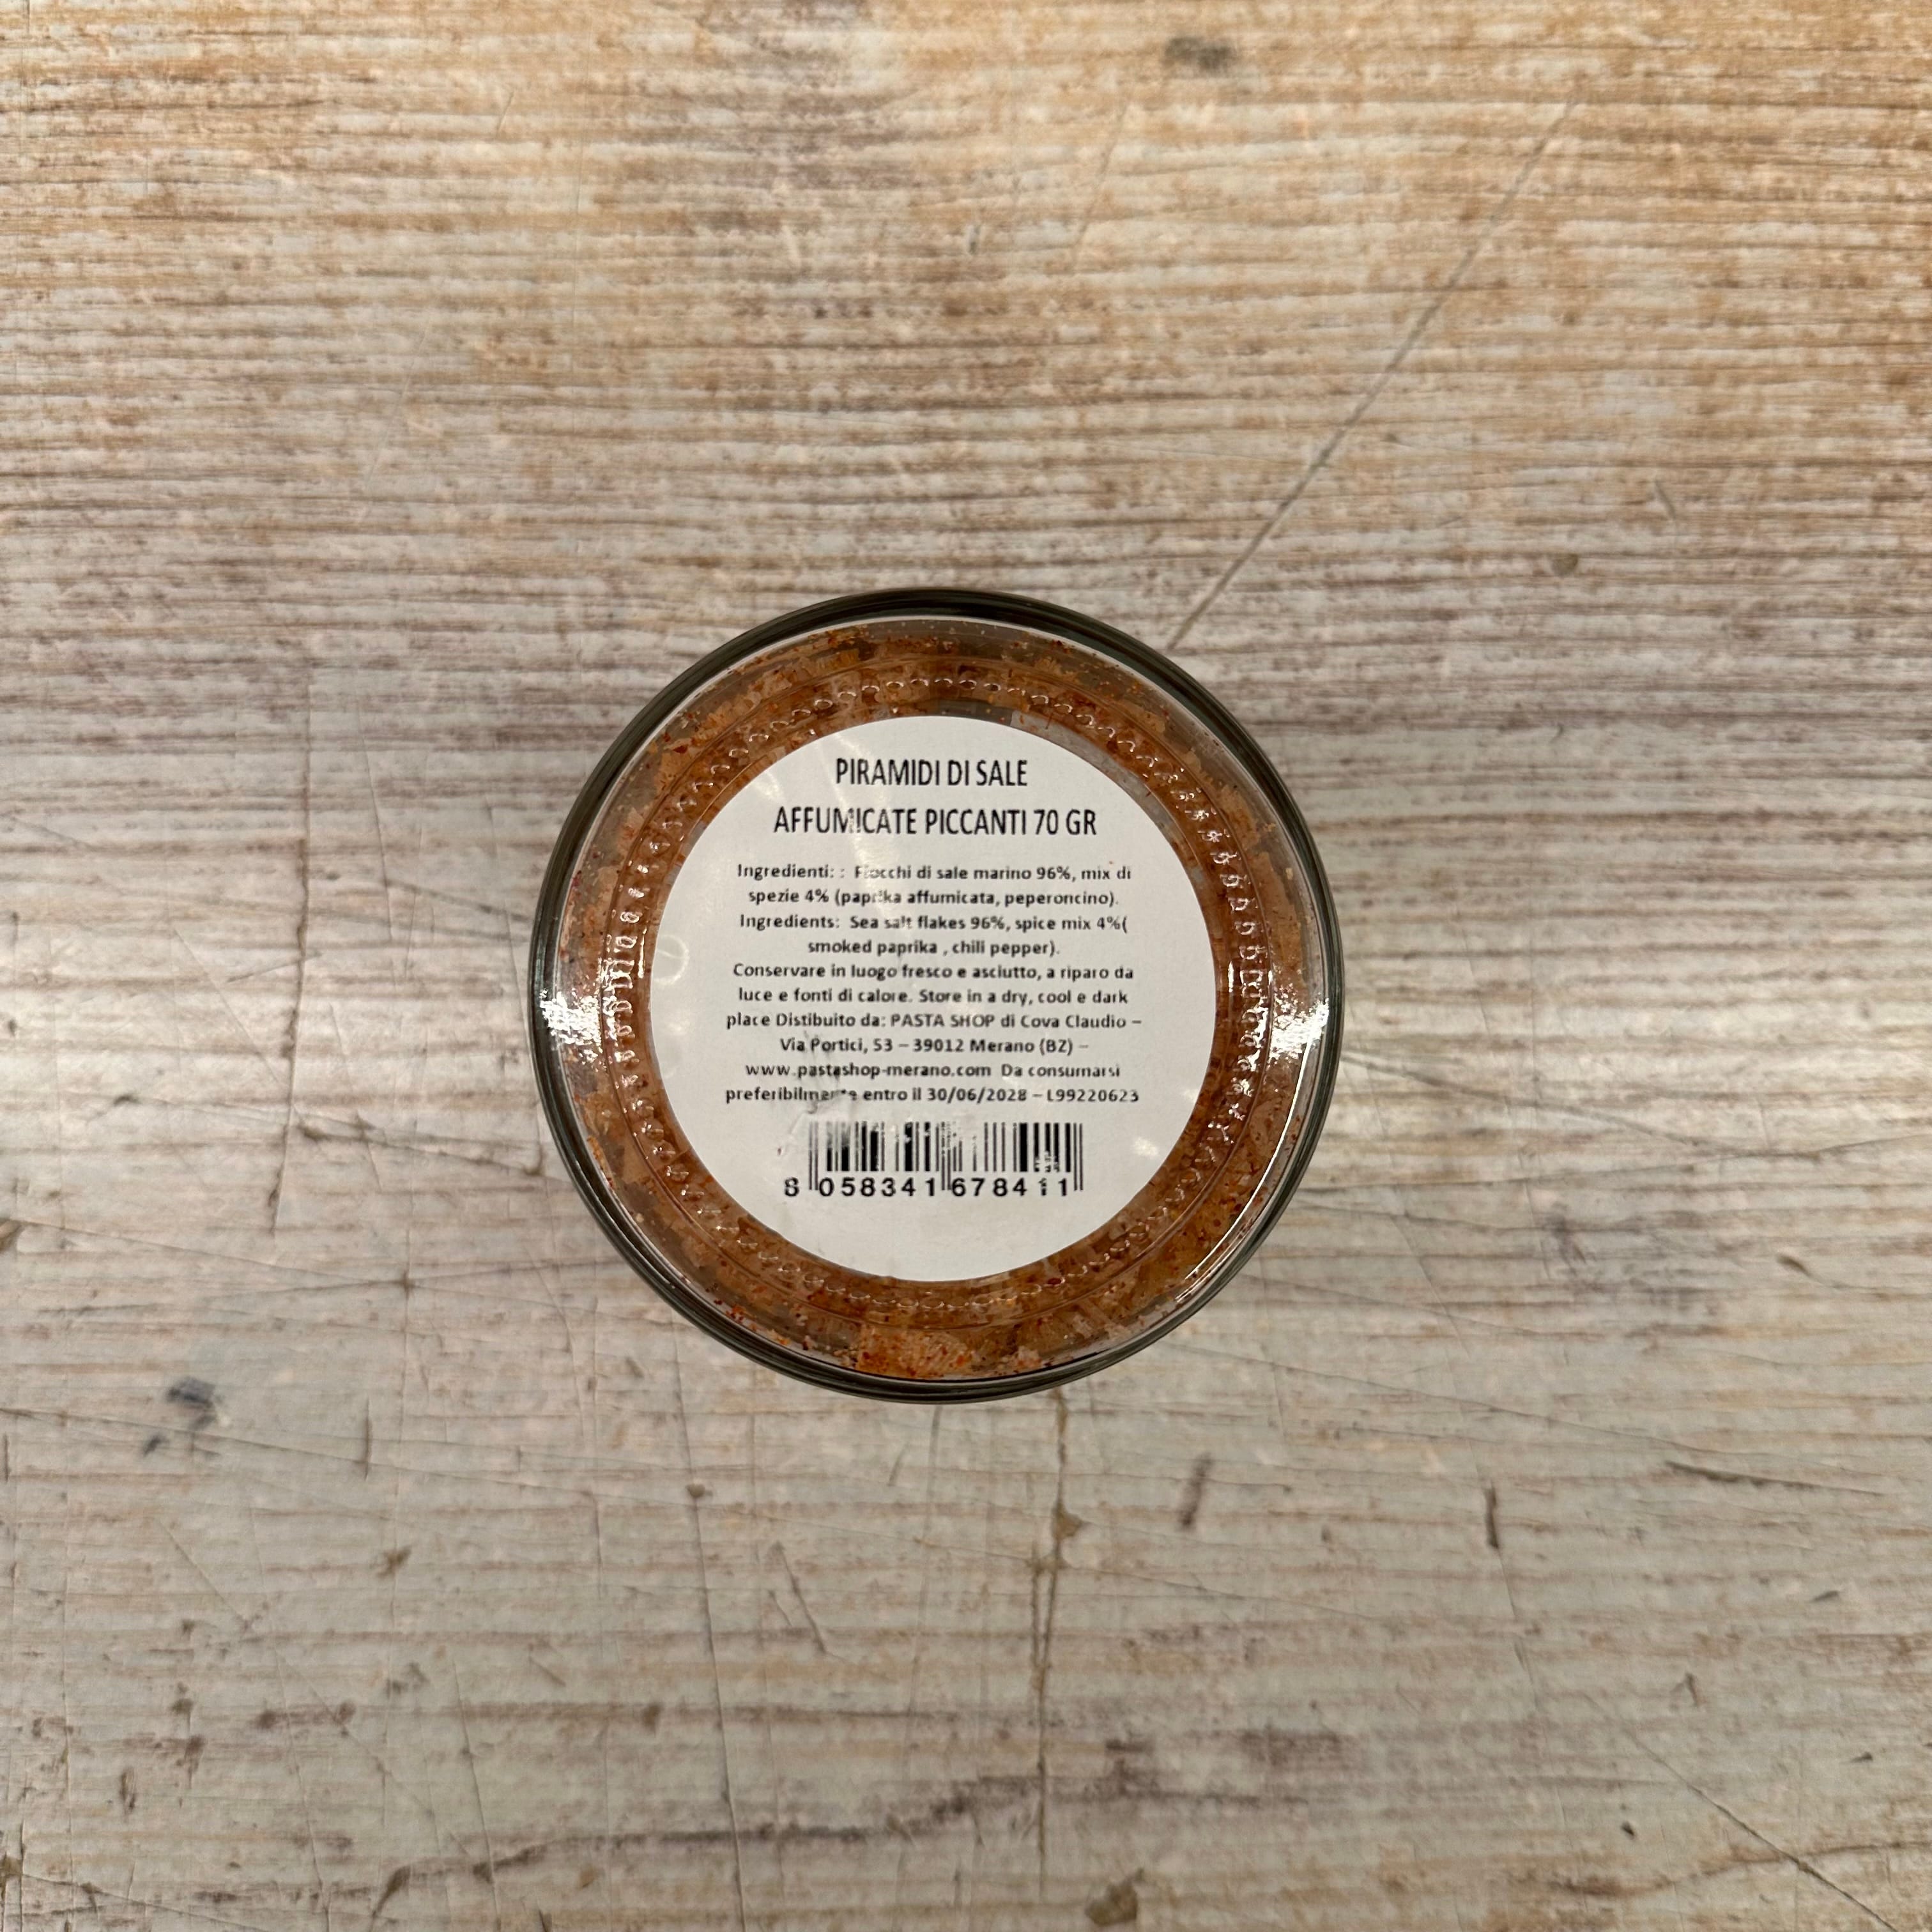 PIRAMIDI DI SALE
AFFUMICATE PICCANTI 70 GR
Ingredienti: : Fiocchi di sale marino 96%, mix di
spezie 4% (paprika affumicata, peperoncino).
Ingredients: Sea salt flakes 96%, spice mix 4%(
smoked paprika , chili pepper).
Conservare in luogo fresco e asciutto, a riparo da
luce e fonti di calore. Store in a dry, cool e dark
place Distibuito da: PASTA SHOP di Cova Claudio –
Via Portici, 53 – 39012 Merano (BZ) –
www.pastashop-merano.com Da consumarsi
preferibilmente entro il 30/06/2028 – L99220623
8 058341 678411